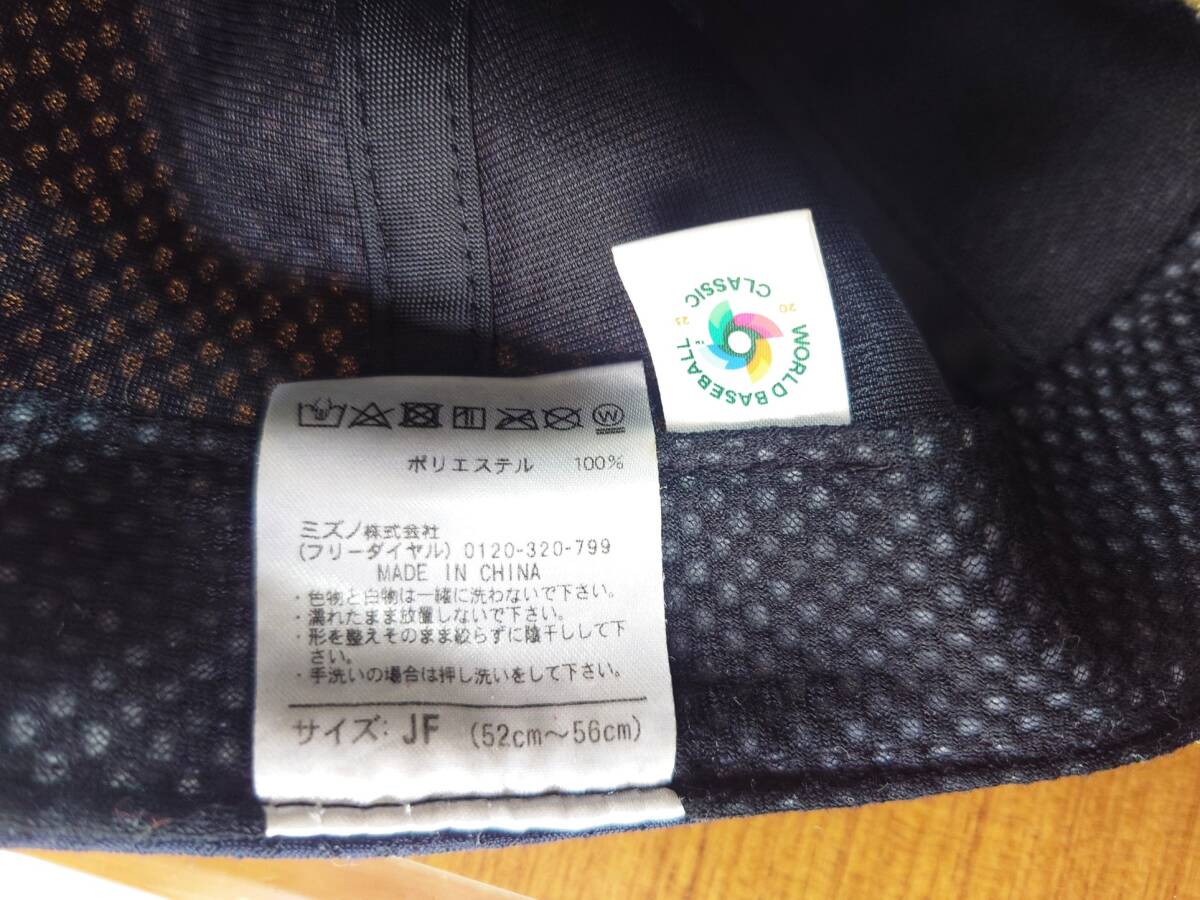 ポリエステル 100%
ミズノ株式会社
(フリーダイヤル) 0120-320-799
MADE IN CHINA
・色物と白物は一緒に洗わないで下さい。
・濡れたまま放置しないで下さい。
・形を整えそのまま絞らずに陰干しして下
さい。
・手洗いの場合は押し洗いをして下さい。
サイズ: JF (52cm～56cm)
WORLD BASEBALL
CLASSIC
20 21
W